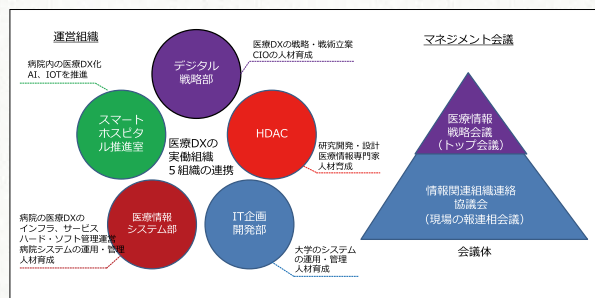 運営組織
病院内の医療DX化
AI、IOTを推進
デジタル
戦略部
医療DXの戦略・戦術立案
CIOの人材育成
スマート
ホスピタ
ル推進室
医療DXの
実働組織
5組織の連携
HDAC
研究開発・設計
医療情報専門家
人材育成
病院の医療DXの
インフラ、サービス
ハード・ソフト管理運営
病院システムの運用・管理
人材育成
医療情報
システム部
IT企画
開発部
大学のシステム
の運用・管理
人材育成
マネジメント会議
医療情報
戦略会議
(トップ会議)
情報関連組織連絡
協議会
(現場の報連相会議)
会議体